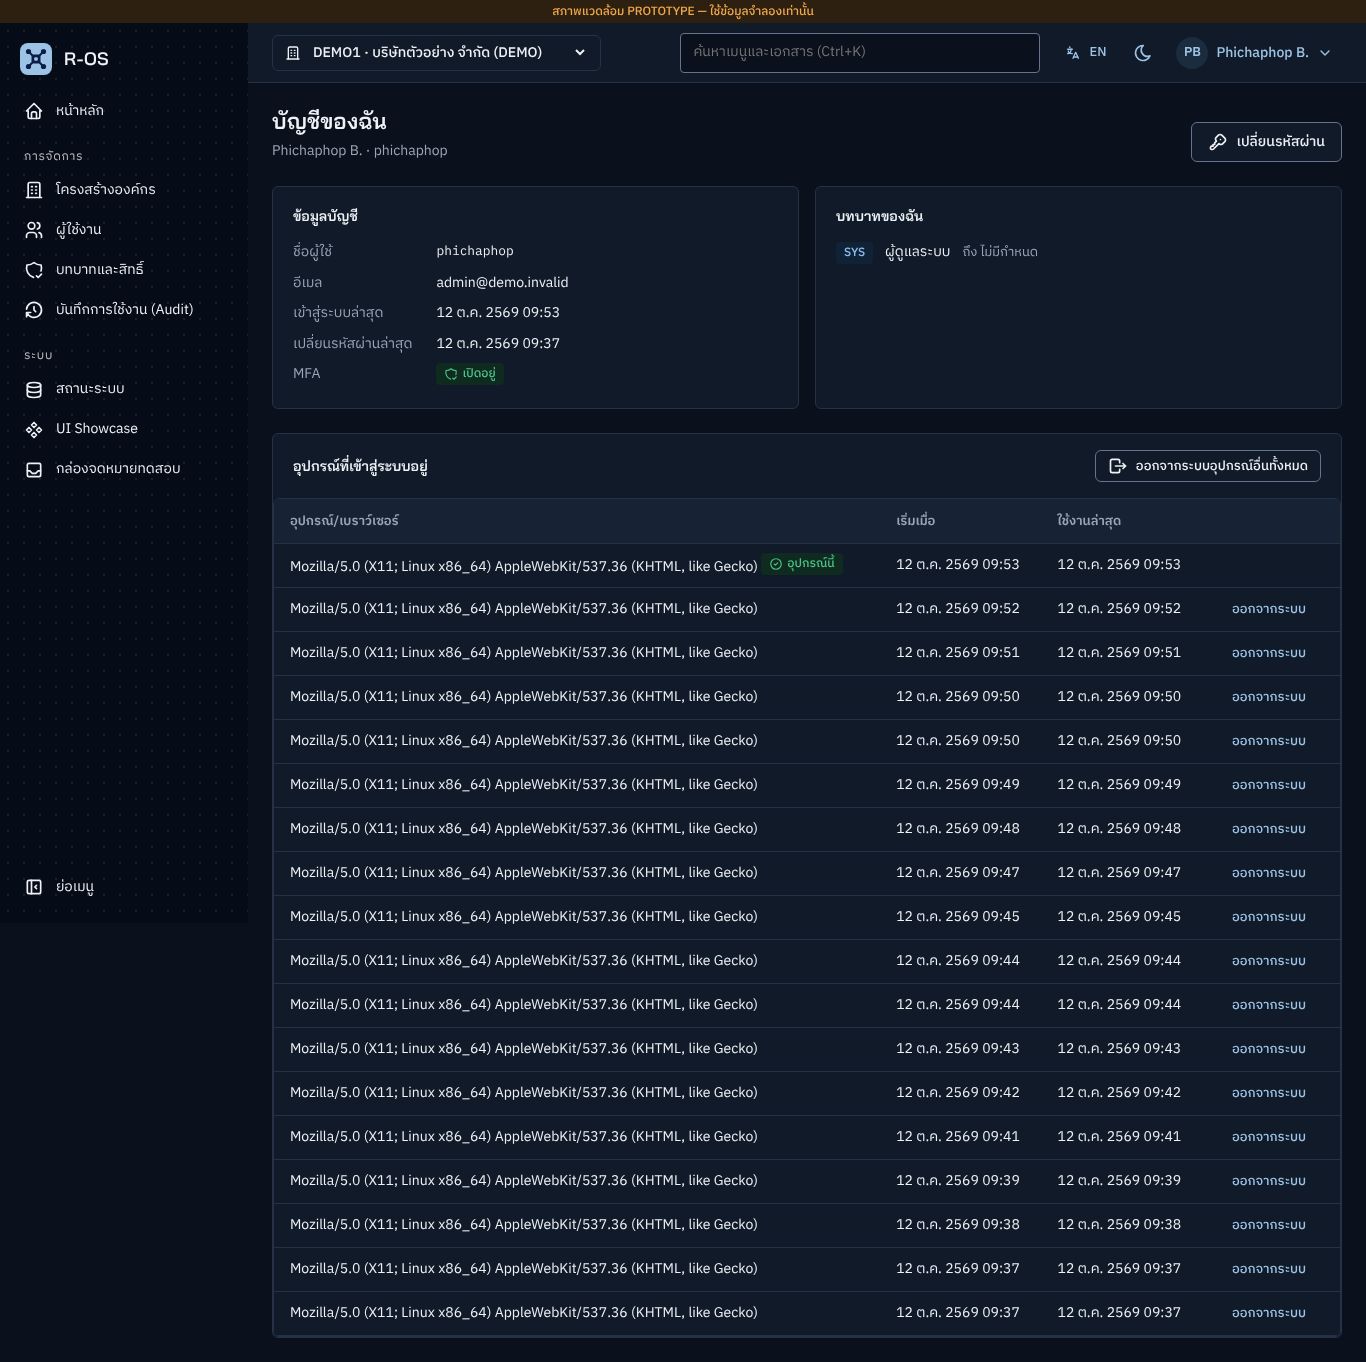 สภาพแวดล้อม PROTOTYPE — ใช้ข้อมูลจำลองเท่านั้น
R-OS
DEMO1 · บริษัทตัวอย่าง จำกัด (DEMO)
ค้นหาเมนูและเอกสาร (Ctrl+K)
EN
PB Phichaphop B.
หน้าหลัก
การจัดการ
โครงสร้างองค์กร
ผู้ใช้งาน
บทบาทและสิทธิ์
บันทึกการใช้งาน (Audit)
ระบบ
สถานะระบบ
UI Showcase
กล่องจดหมายทดสอบ
ย่อเมนู
บัญชีของฉัน
Phichaphop B. · phichaphop
เปลี่ยนรหัสผ่าน
ข้อมูลบัญชี
ชื่อผู้ใช้ phichaphop
อีเมล admin@demo.invalid
เข้าสู่ระบบล่าสุด 12 ต.ค. 2569 09:53
เปลี่ยนรหัสผ่านล่าสุด 12 ต.ค. 2569 09:37
MFA เปิดอยู่
บทบาทของฉัน
SYS ผู้ดูแลระบบ ถึง ไม่มีกำหนด
อุปกรณ์ที่เข้าสู่ระบบอยู่
ออกจากระบบอุปกรณ์อื่นทั้งหมด
อุปกรณ์/เบราว์เซอร์ เริ่มเมื่อ ใช้งานล่าสุด
Mozilla/5.0 (X11; Linux x86_64) AppleWebKit/537.36 (KHTML, like Gecko) อุปกรณ์นี้ 12 ต.ค. 2569 09:53 12 ต.ค. 2569 09:53
Mozilla/5.0 (X11; Linux x86_64) AppleWebKit/537.36 (KHTML, like Gecko) 12 ต.ค. 2569 09:52 12 ต.ค. 2569 09:52 ออกจากระบบ
Mozilla/5.0 (X11; Linux x86_64) AppleWebKit/537.36 (KHTML, like Gecko) 12 ต.ค. 2569 09:51 12 ต.ค. 2569 09:51 ออกจากระบบ
Mozilla/5.0 (X11; Linux x86_64) AppleWebKit/537.36 (KHTML, like Gecko) 12 ต.ค. 2569 09:50 12 ต.ค. 2569 09:50 ออกจากระบบ
Mozilla/5.0 (X11; Linux x86_64) AppleWebKit/537.36 (KHTML, like Gecko) 12 ต.ค. 2569 09:50 12 ต.ค. 2569 09:50 ออกจากระบบ
Mozilla/5.0 (X11; Linux x86_64) AppleWebKit/537.36 (KHTML, like Gecko) 12 ต.ค. 2569 09:49 12 ต.ค. 2569 09:49 ออกจากระบบ
Mozilla/5.0 (X11; Linux x86_64) AppleWebKit/537.36 (KHTML, like Gecko) 12 ต.ค. 2569 09:48 12 ต.ค. 2569 09:48 ออกจากระบบ
Mozilla/5.0 (X11; Linux x86_64) AppleWebKit/537.36 (KHTML, like Gecko) 12 ต.ค. 2569 09:47 12 ต.ค. 2569 09:47 ออกจากระบบ
Mozilla/5.0 (X11; Linux x86_64) AppleWebKit/537.36 (KHTML, like Gecko) 12 ต.ค. 2569 09:45 12 ต.ค. 2569 09:45 ออกจากระบบ
Mozilla/5.0 (X11; Linux x86_64) AppleWebKit/537.36 (KHTML, like Gecko) 12 ต.ค. 2569 09:44 12 ต.ค. 2569 09:44 ออกจากระบบ
Mozilla/5.0 (X11; Linux x86_64) AppleWebKit/537.36 (KHTML, like Gecko) 12 ต.ค. 2569 09:44 12 ต.ค. 2569 09:44 ออกจากระบบ
Mozilla/5.0 (X11; Linux x86_64) AppleWebKit/537.36 (KHTML, like Gecko) 12 ต.ค. 2569 09:43 12 ต.ค. 2569 09:43 ออกจากระบบ
Mozilla/5.0 (X11; Linux x86_64) AppleWebKit/537.36 (KHTML, like Gecko) 12 ต.ค. 2569 09:42 12 ต.ค. 2569 09:42 ออกจากระบบ
Mozilla/5.0 (X11; Linux x86_64) AppleWebKit/537.36 (KHTML, like Gecko) 12 ต.ค. 2569 09:41 12 ต.ค. 2569 09:41 ออกจากระบบ
Mozilla/5.0 (X11; Linux x86_64) AppleWebKit/537.36 (KHTML, like Gecko) 12 ต.ค. 2569 09:39 12 ต.ค. 2569 09:39 ออกจากระบบ
Mozilla/5.0 (X11; Linux x86_64) AppleWebKit/537.36 (KHTML, like Gecko) 12 ต.ค. 2569 09:38 12 ต.ค. 2569 09:38 ออกจากระบบ
Mozilla/5.0 (X11; Linux x86_64) AppleWebKit/537.36 (KHTML, like Gecko) 12 ต.ค. 2569 09:37 12 ต.ค. 2569 09:37 ออกจากระบบ
Mozilla/5.0 (X11; Linux x86_64) AppleWebKit/537.36 (KHTML, like Gecko) 12 ต.ค. 2569 09:37 12 ต.ค. 2569 09:37 ออกจากระบบ